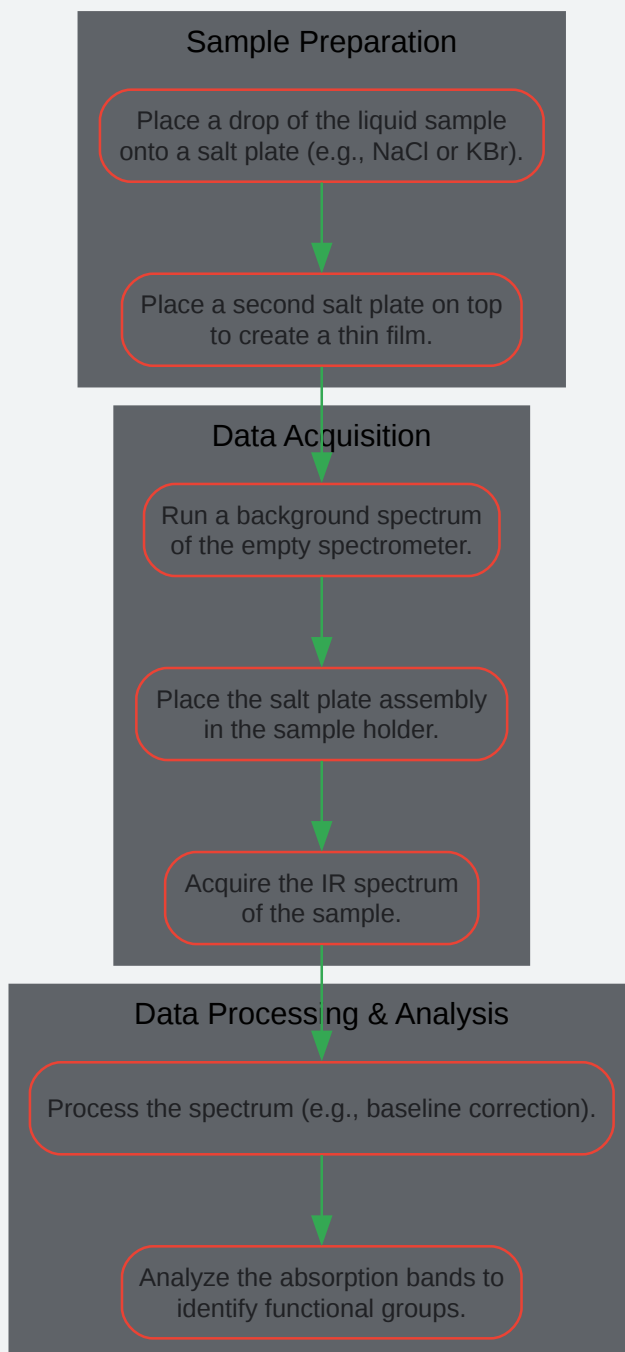 Sample Preparation
Place a drop of the liquid sample
onto a salt plate (e.g., NaCl or KBr).
Place a second salt plate on top
to create a thin film.
Data Acquisition
Run a background spectrum
of the empty spectrometer.
Place the salt plate assembly
in the sample holder.
Acquire the IR spectrum
of the sample.
Data Processing & Analysis
Process the spectrum (e.g., baseline correction).
Analyze the absorption bands to
identify functional groups.